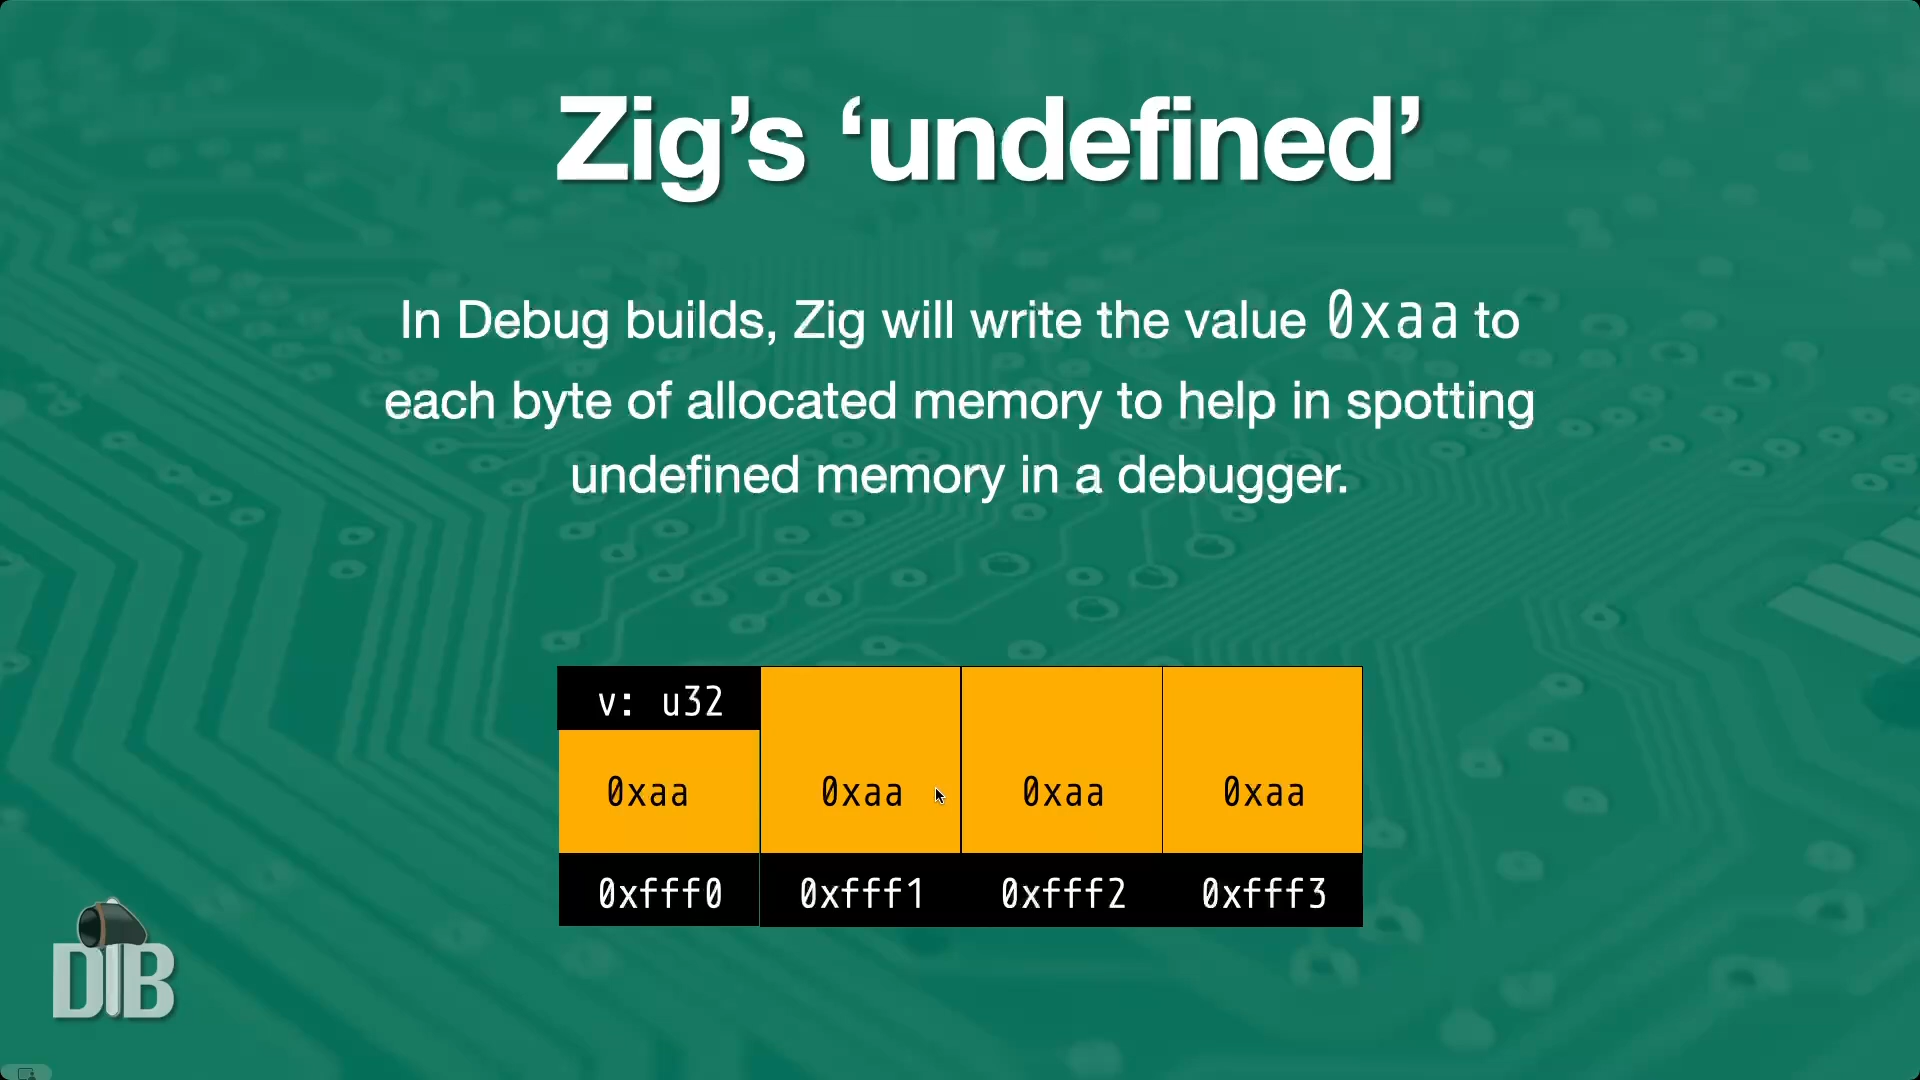 Zig’s ‘undefined’
In Debug builds, Zig will write the value 0xaa to
each byte of allocated memory to help in spotting
undefined memory in a debugger.
v: u32
0xaa 0xaa 0xaa 0xaa
0xfff0 0xfff1 0xfff2 0xfff3
DIB